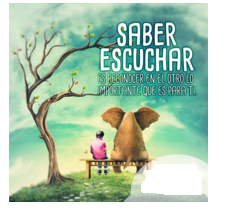 SABER
ESCUCHAR
ES RECONOCER EN EL OTRO LO
IMPORTANTE QUE ES PARA TI.